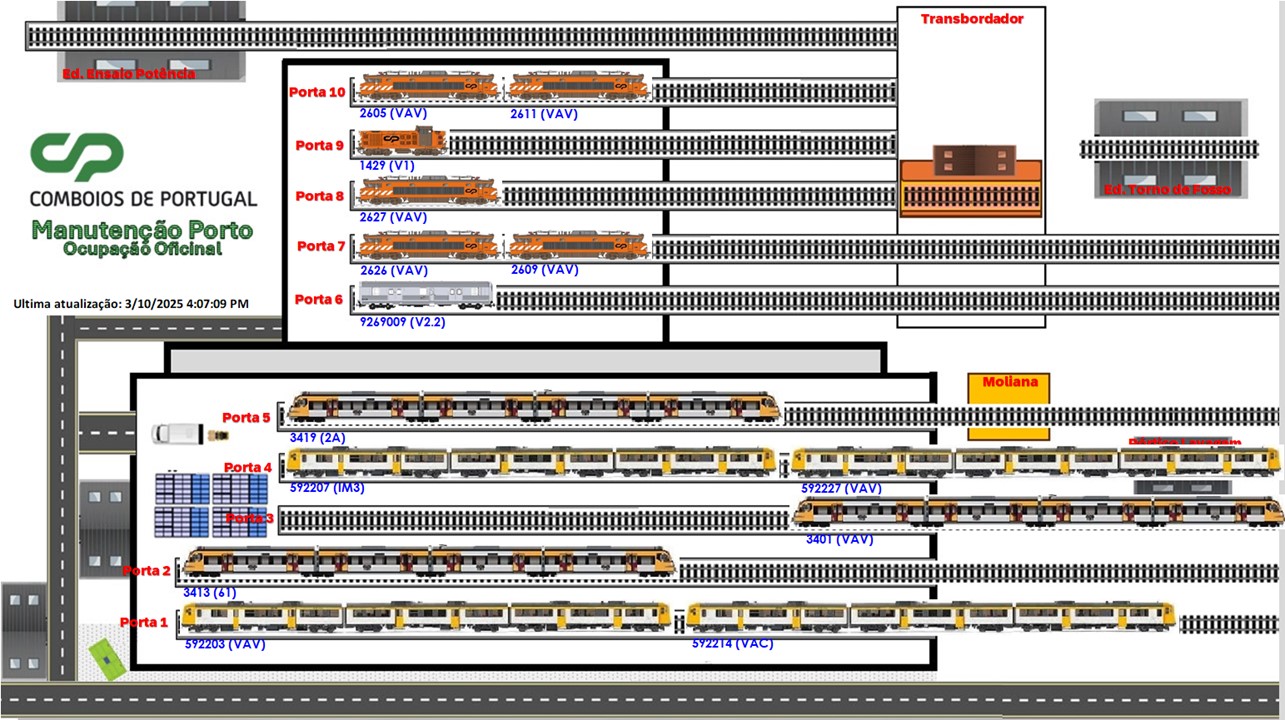 Transbordador
Ed. Ensaio Potência
Porta 10
2605 (VAV)
2611 (VAV)
Porta 9
1429 (V1)
CP
COMBOIOS DE PORTUGAL
Manutenção Porto
Ocupação Oficinal
Porta 8
2627 (VAV)
Ed. Torno de Fosso
Porta 7
2626 (VAV)
2609 (VAV)
Porta 6
9269009 (V2.2)
Ultima atualização: 3/10/2025 4:07:09 PM
Moliana
Porta 5
3419 (2A)
Porta 4
592207 (IM3)
592227 (VAV)
Porta 3
3401 (VAV)
Porta 2
3413 (61)
Porta 1
592203 (VAV)
592214 (VAC)